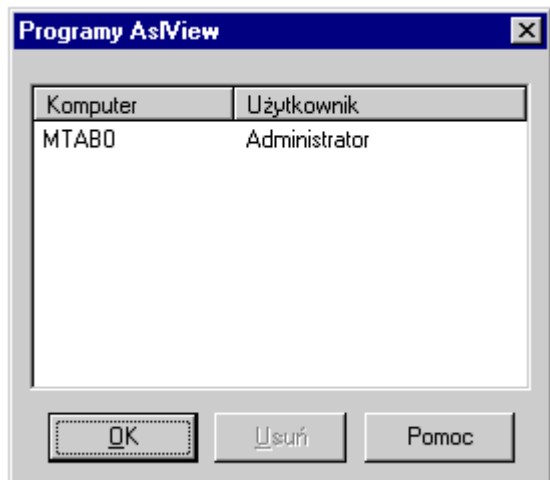 Programy AsIView
Komputer Użytkownik
MTAB0 Administrator
OK Usuń Pomoc